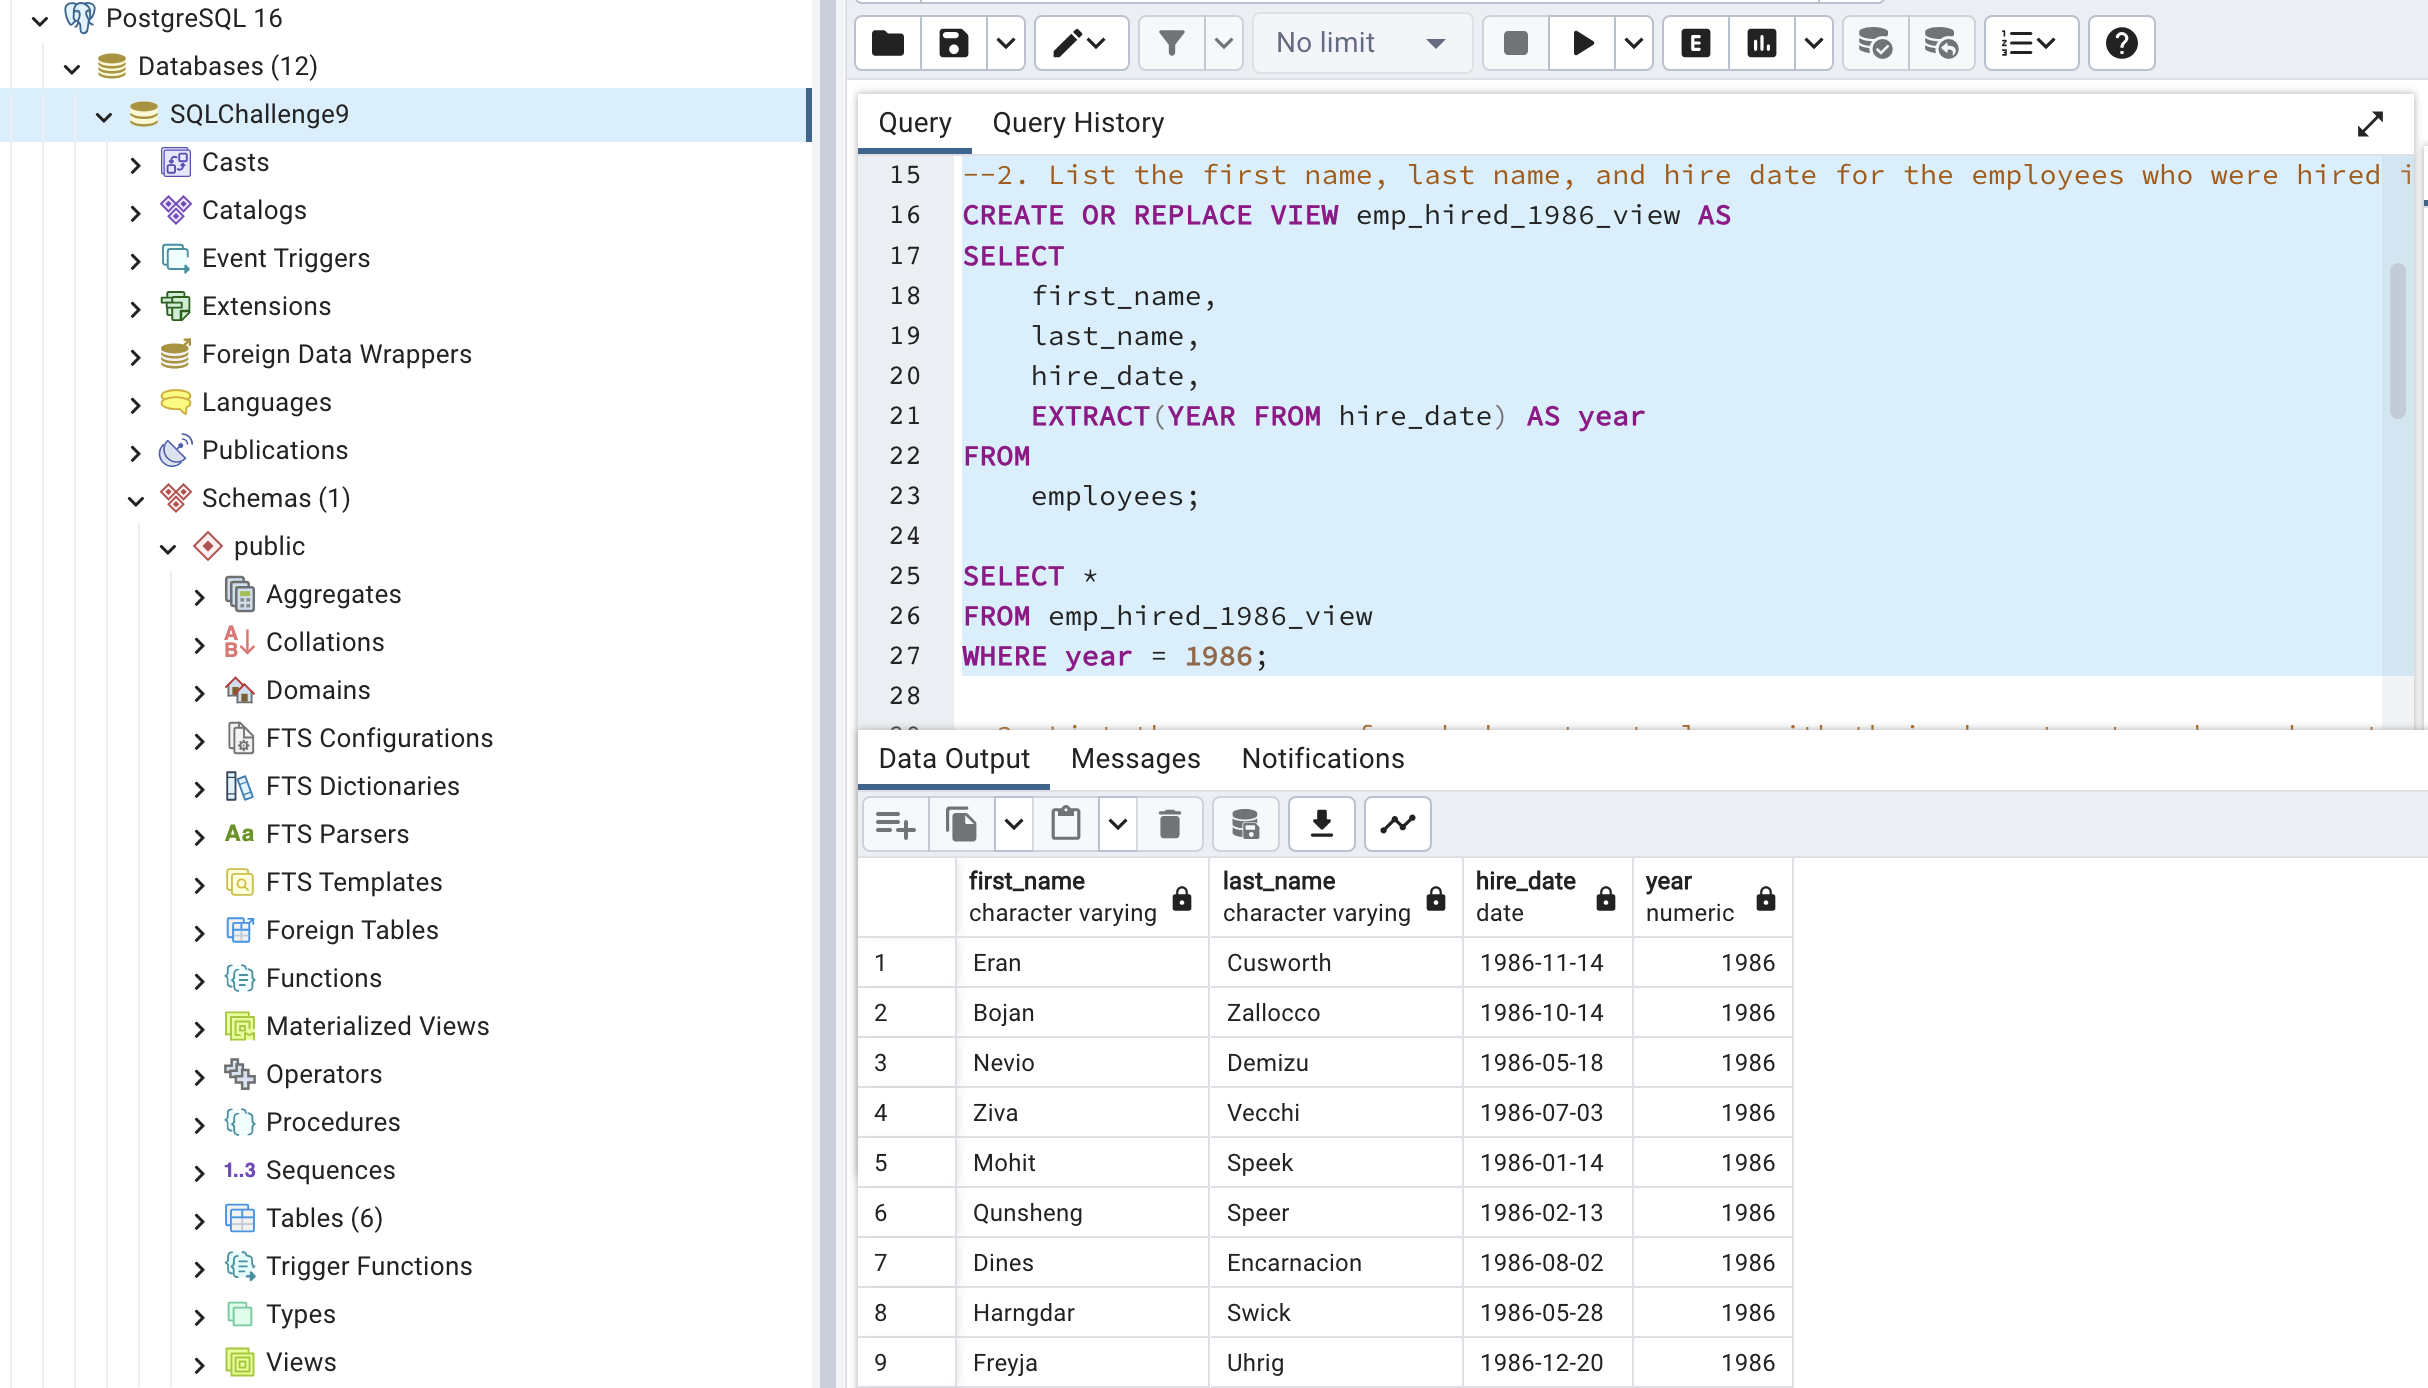 PostgreSQL 16
Databases (12)
SQLChallenge9
Casts
Catalogs
Event Triggers
Extensions
Foreign Data Wrappers
Languages
Publications
Schemas (1)
public
Aggregates
Collations
Domains
FTS Configurations
FTS Dictionaries
Aa FTS Parsers
FTS Templates
Foreign Tables
Functions
Materialized Views
Operators
Procedures
1..3 Sequences
Tables (6)
Trigger Functions
Types
Views
No limit
Query Query History
15 --2. List the first name, last name, and hire date for the employees who were hired i
16 CREATE OR REPLACE VIEW emp_hired_1986_view AS
17 SELECT
18 first_name,
19 last_name,
20 hire_date,
21 EXTRACT(YEAR FROM hire_date) AS year
22 FROM
23 employees;
24
25 SELECT *
26 FROM emp_hired_1986_view
27 WHERE year = 1986;
28
Data Output Messages Notifications
first_name last_name hire_date year
character varying character varying date numeric
1 Eran Cusworth 1986-11-14 1986
2 Bojan Zallocco 1986-10-14 1986
3 Nevio Demizu 1986-05-18 1986
4 Ziva Vecchi 1986-07-03 1986
5 Mohit Speek 1986-01-14 1986
6 Qunsheng Speer 1986-02-13 1986
7 Dines Encarnacion 1986-08-02 1986
8 Harngdar Swick 1986-05-28 1986
9 Freyja Uhrig 1986-12-20 1986